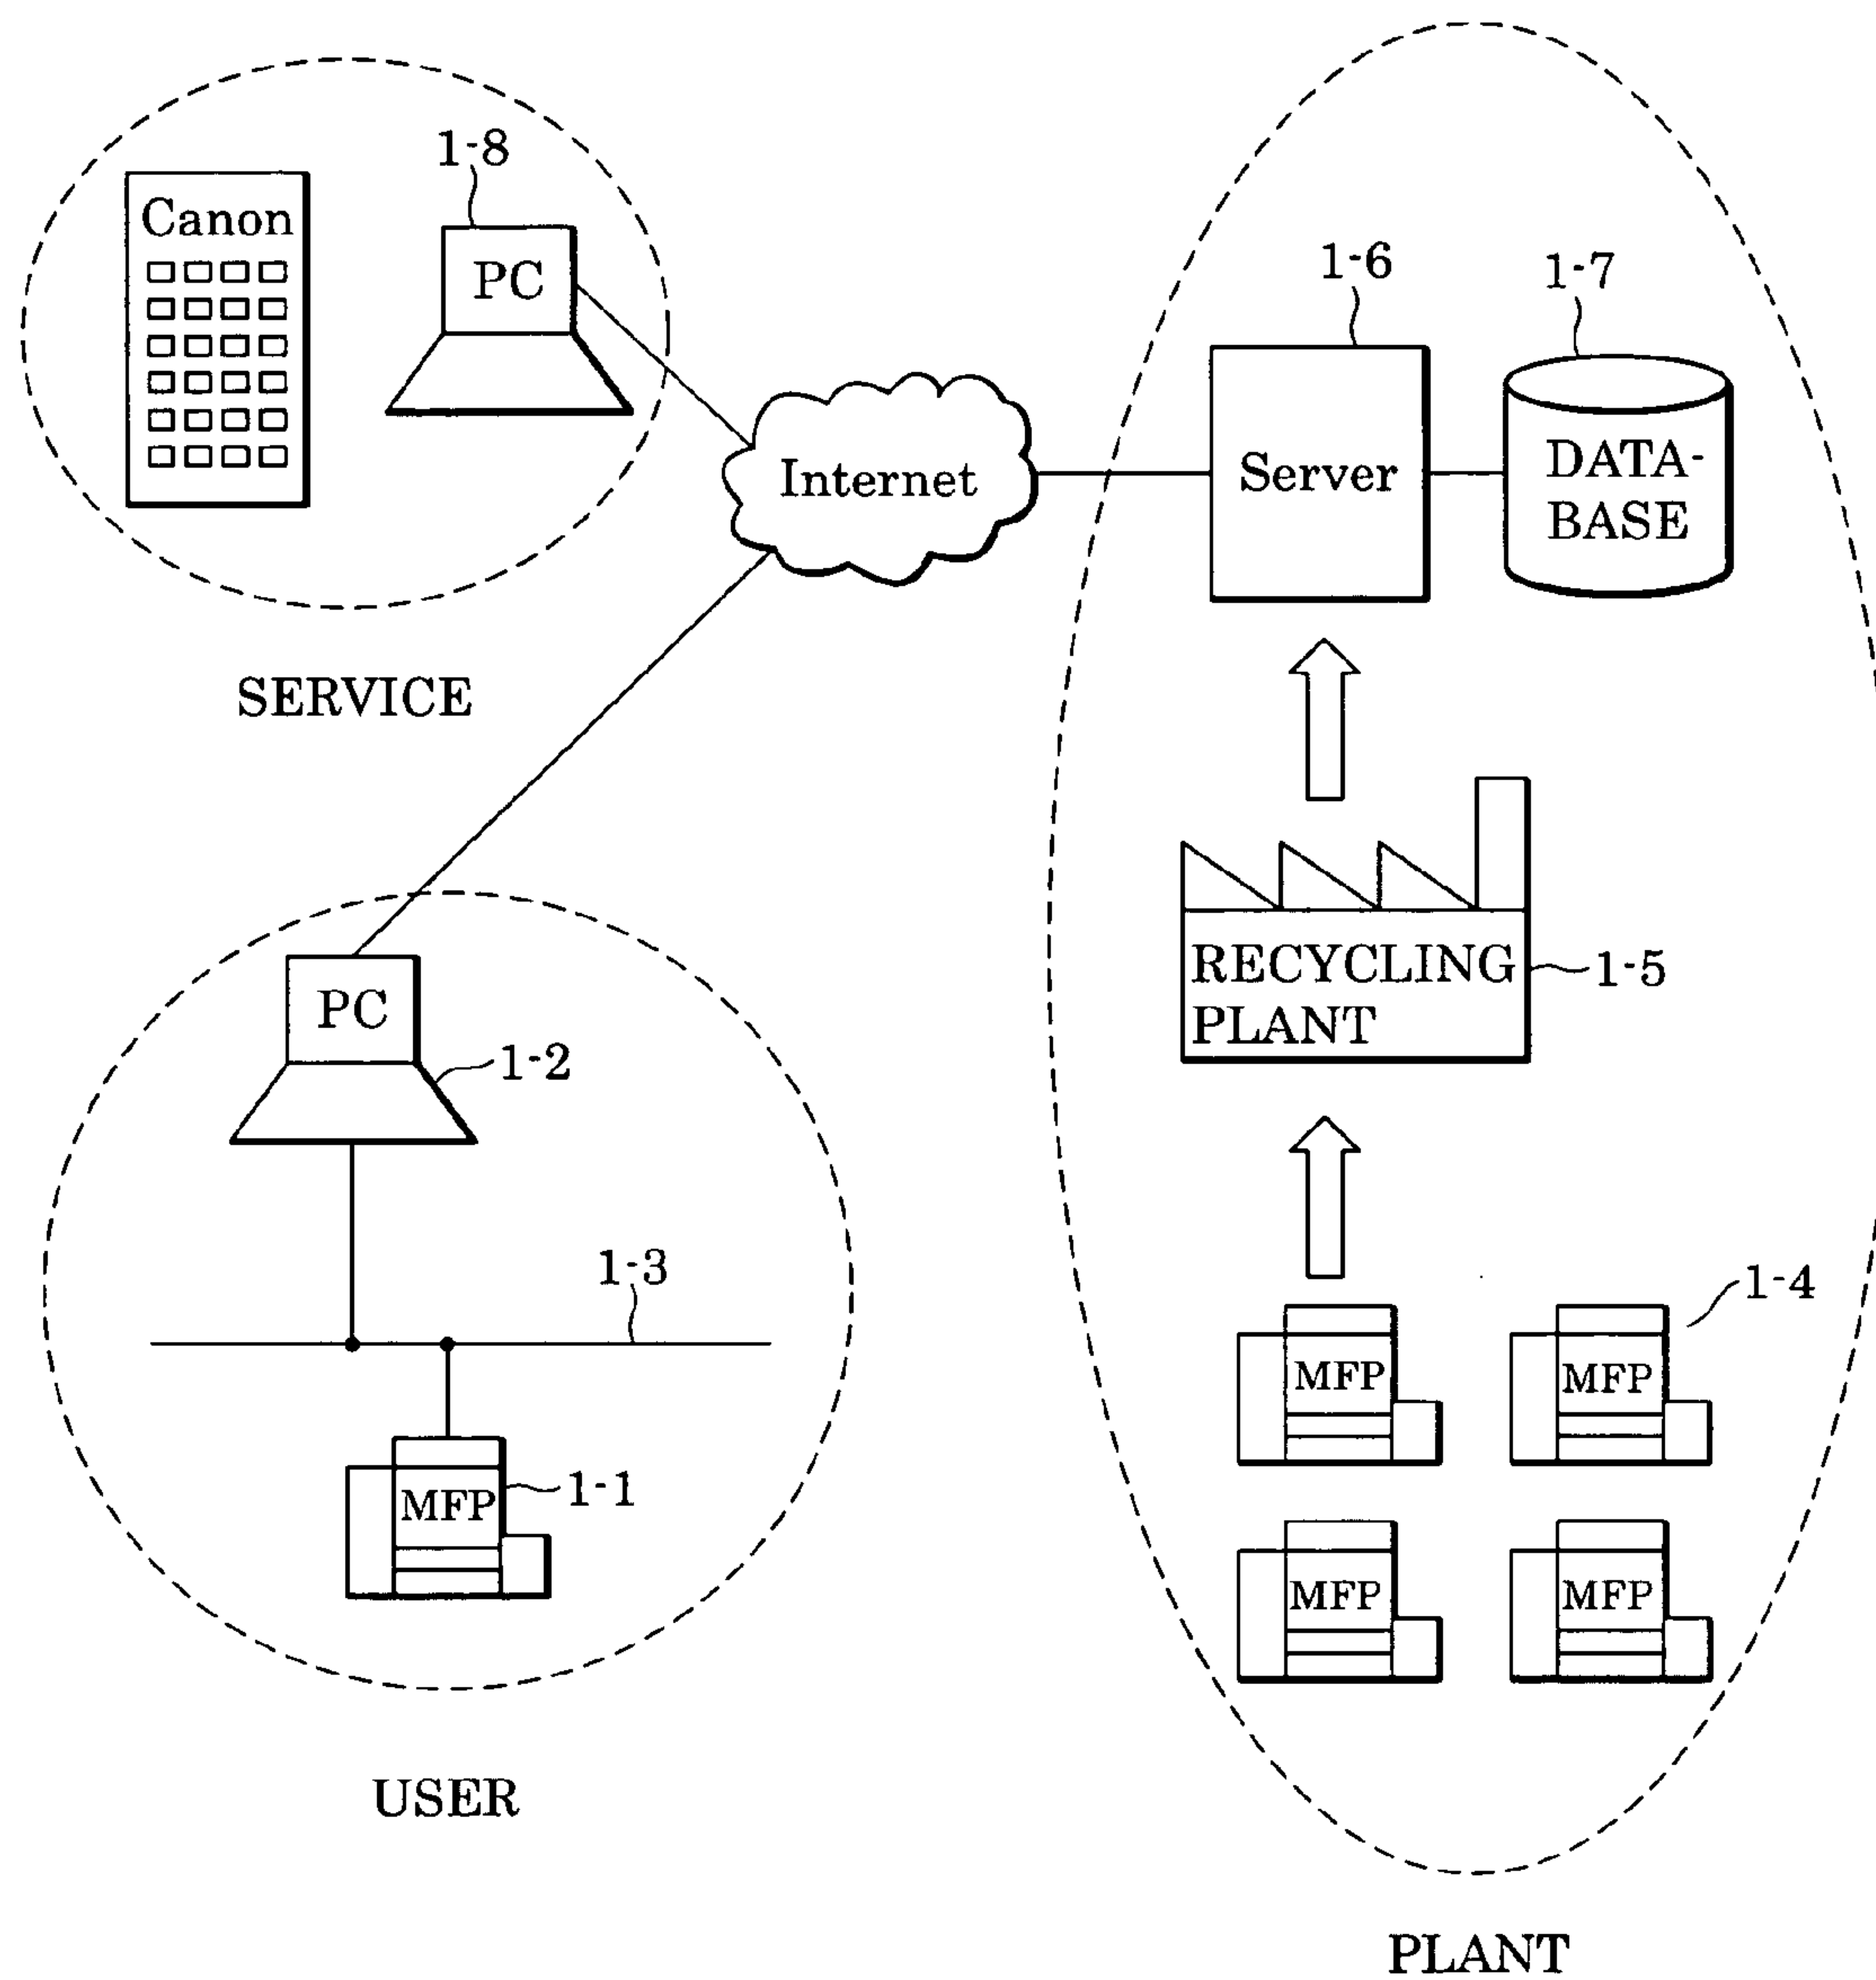 1-8
Canon
PC
SERVICE
Internet
1-6
1-7
Server
DATA-
BASE
RECYCLING
PLANT
1-5
PC
1-2
1-3
MFP
1-1
USER
1-4
MFP
MFP
MFP
MFP
PLANT